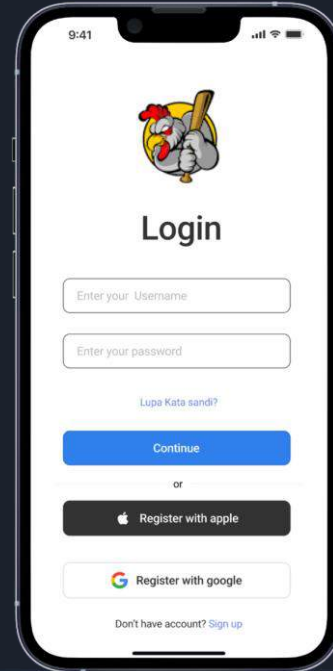 9:41
Login
Enter your Username
Enter your password
Lupa Kata sandi?
Continue
or
Register with apple
Register with google
Don't have account? Sign up